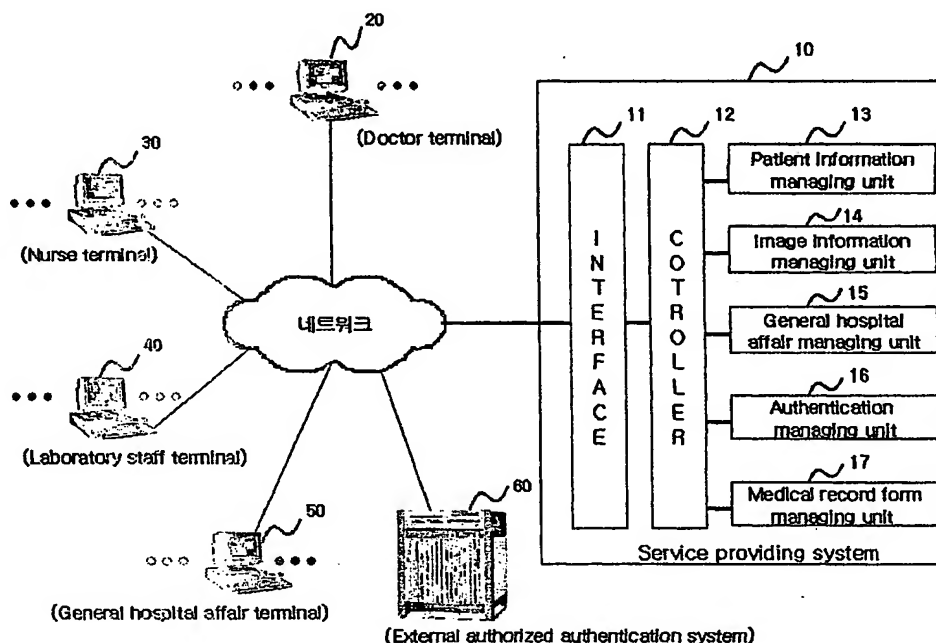 20
10
(Doctor terminal)
30
(Nurse terminal)
11
12
13
Patient Information
managing unit
14
Image Information
managing unit
네트워크
INTERFACE
COTROLLER
15
General hospital
affair managing unit
40
(Laboratory staff terminal)
16
Authentication
managing unit
50
(General hospital affair terminal)
60
(External authorized authentication system)
17
Medical record form
managing unit
Service providing system